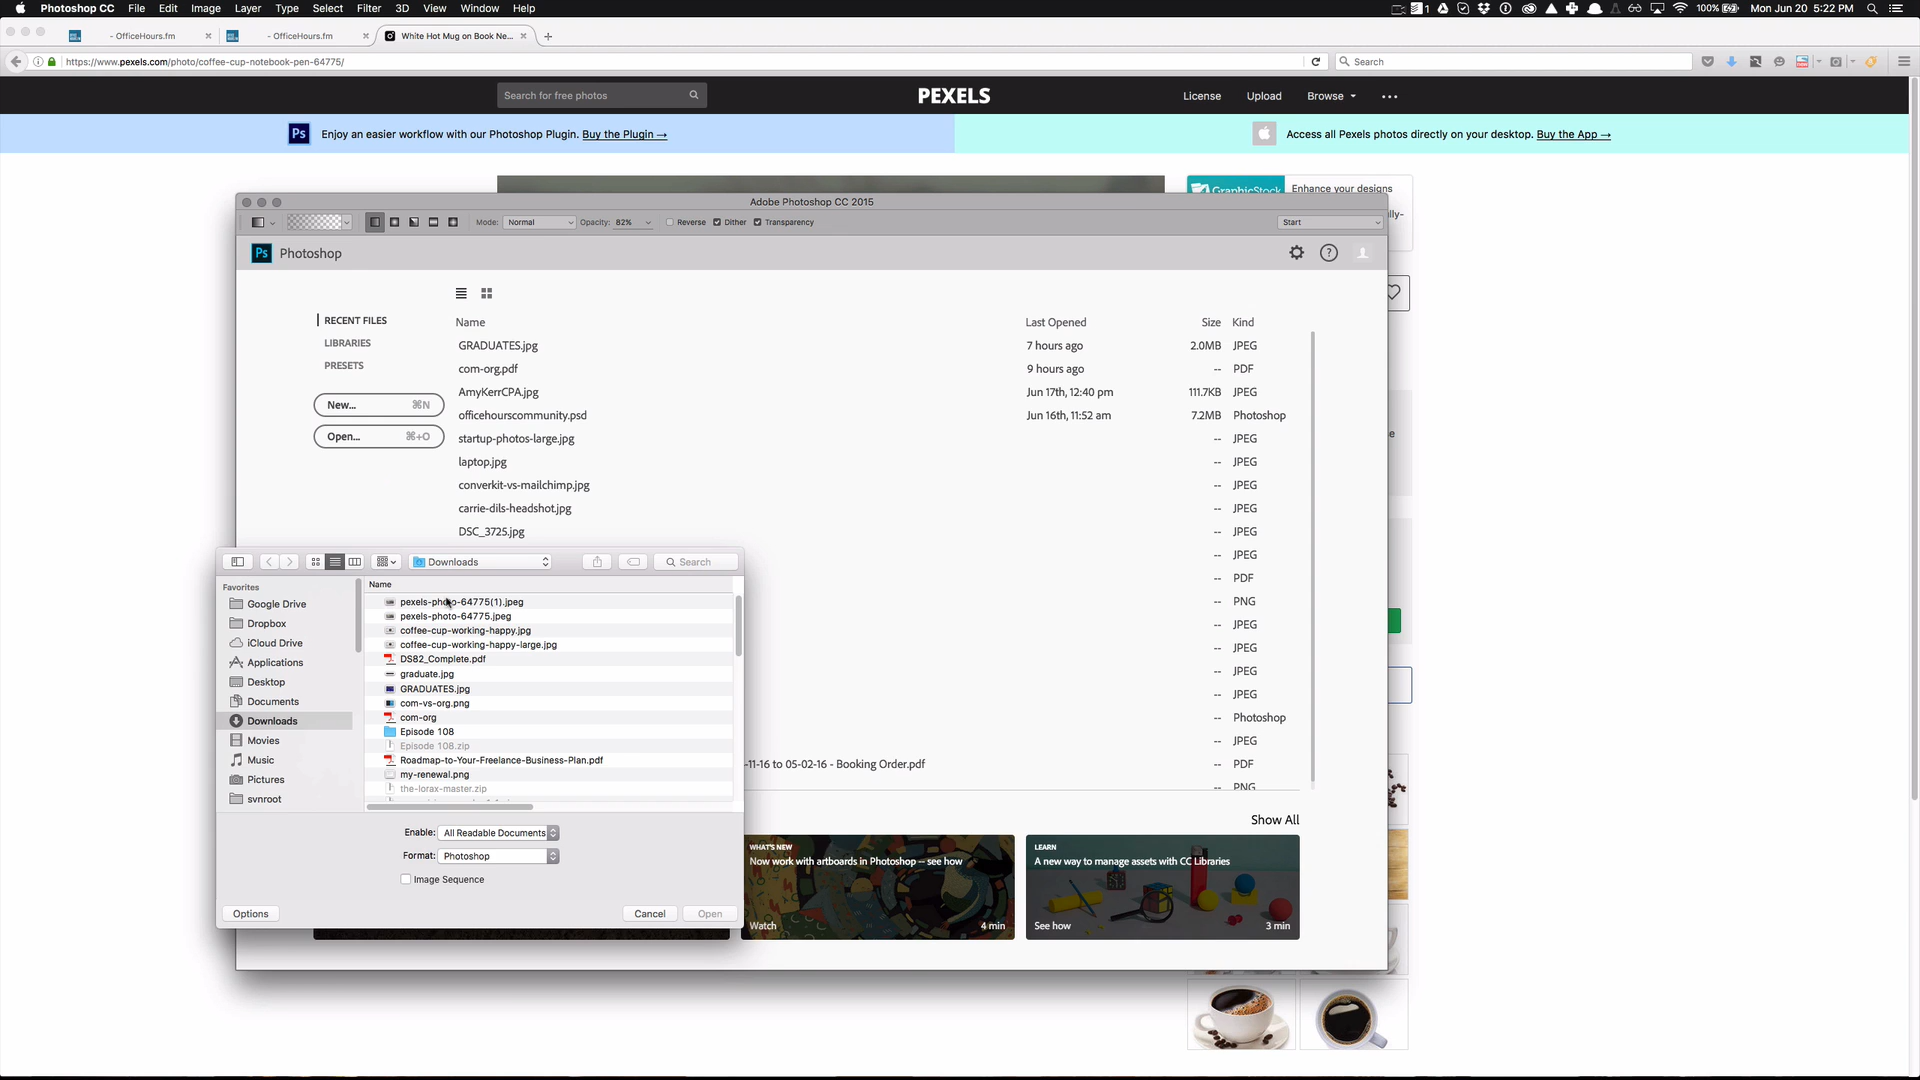 Photoshop CC File Edit Image Layer Type Select Filter 3D View Window Help 1 100% Mon Jun 20 5:22 PM
- OfficeHours.fm - OfficeHours.fm White Hot Mug on Book Ne...
https://www.pexels.com/photo/coffee-cup-notebook-pen-64775/ Search
Search for free photos PEXELS License Upload Browse
Ps Enjoy an easier workflow with our Photoshop Plugin. Buy the Plugin → Access all Pexels photos directly on your desktop. Buy the App →
GraphicStock Enhance your designs
Adobe Photoshop CC 2015
Mode: Normal Opacity: 82% Reverse Dither Transparency Start
Ps Photoshop
RECENT FILES
LIBRARIES
PRESETS
New... ⌘N
Open... ⌘+O
Name Last Opened Size Kind
GRADUATES.jpg 7 hours ago 2.0MB JPEG
com-org.pdf 9 hours ago -- PDF
AmyKerrCPA.jpg Jun 17th, 12:40 pm 111.7KB JPEG
officehourscommunity.psd Jun 16th, 11:52 am 7.2MB Photoshop
startup-photos-large.jpg -- JPEG
laptop.jpg -- JPEG
converkit-vs-mailchimp.jpg -- JPEG
carrie-dils-headshot.jpg -- JPEG
DSC_3725.jpg -- JPEG
-- JPEG
-- PDF
-- PNG
-- JPEG
-- JPEG
-- JPEG
-- JPEG
-- Photoshop
-- JPEG
-11-16 to 05-02-16 - Booking Order.pdf -- PDF
-- PNG
Downloads Search
Favorites
Google Drive
Dropbox
iCloud Drive
Applications
Desktop
Documents
Downloads
Movies
Music
Pictures
svnroot
Name
pexels-photo-64775(1).jpeg
pexels-photo-64775.jpeg
coffee-cup-working-happy.jpg
coffee-cup-working-happy-large.jpg
DS82_Complete.pdf
graduate.jpg
GRADUATES.jpg
com-vs-org.png
com-org
Episode 108
Episode 108.zip
Roadmap-to-Your-Freelance-Business-Plan.pdf
my-renewal.png
the-lorax-master.zip
Enable: All Readable Documents
Format: Photoshop
Image Sequence
Options Cancel Open
Show All
WHAT'S NEW
Now work with artboards in Photoshop – see how
Watch 4 min
LEARN
A new way to manage assets with CC Libraries
See how 3 min